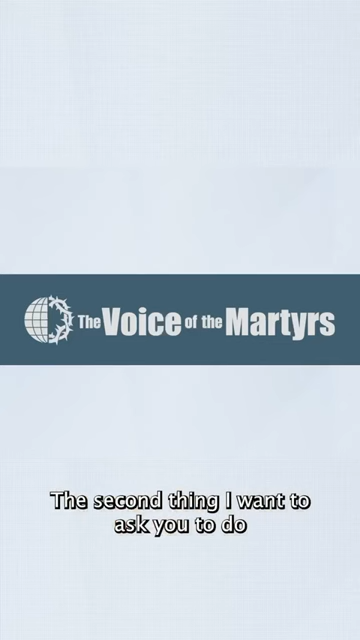 The Voice of the Martyrs
The second thing I want to
ask you to do